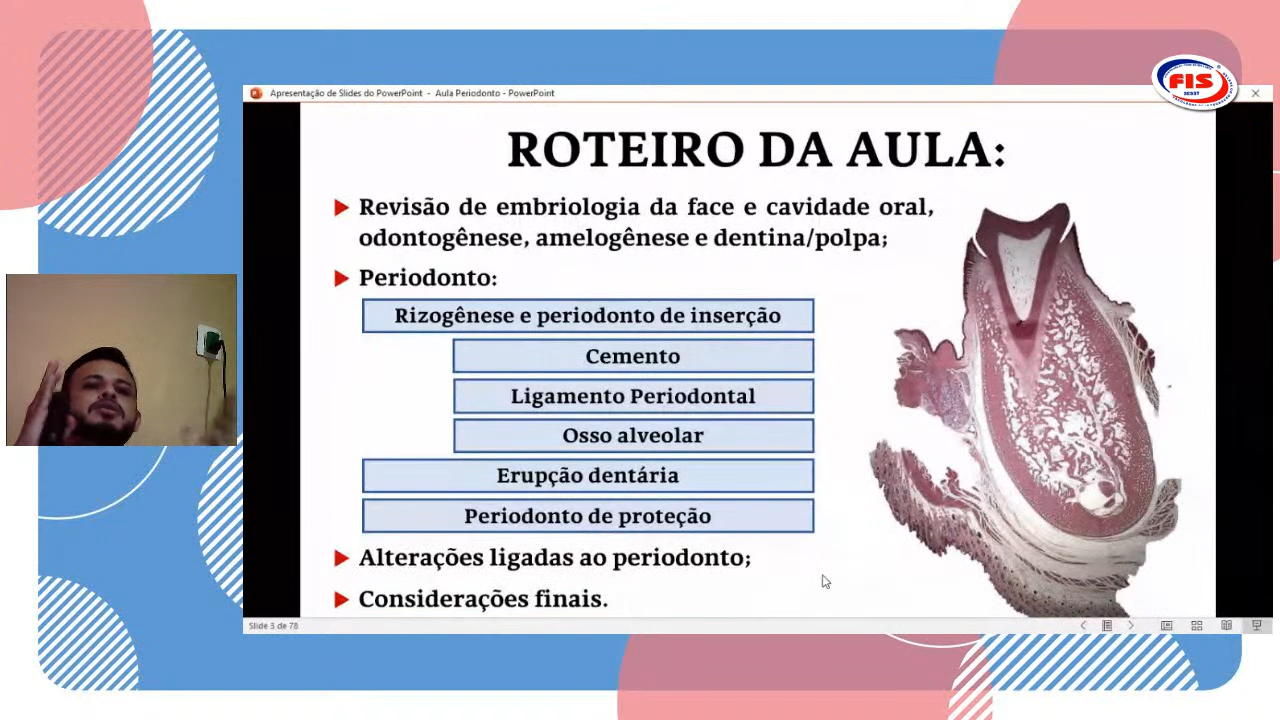 Apresentação de Slides do PowerPoint - Aula Periodonto - PowerPoint
FIS
ROTEIRO DA AULA:
Revisão de embriologia da face e cavidade oral,
odontogênese, amelogênese e dentina/polpa;
Periodonto:
Rizogênese e periodonto de inserção
Cemento
Ligamento Periodontal
Osso alveolar
Erupção dentária
Periodonto de proteção
Alterações ligadas ao periodonto;
Considerações finais.
Slide 3 de 78